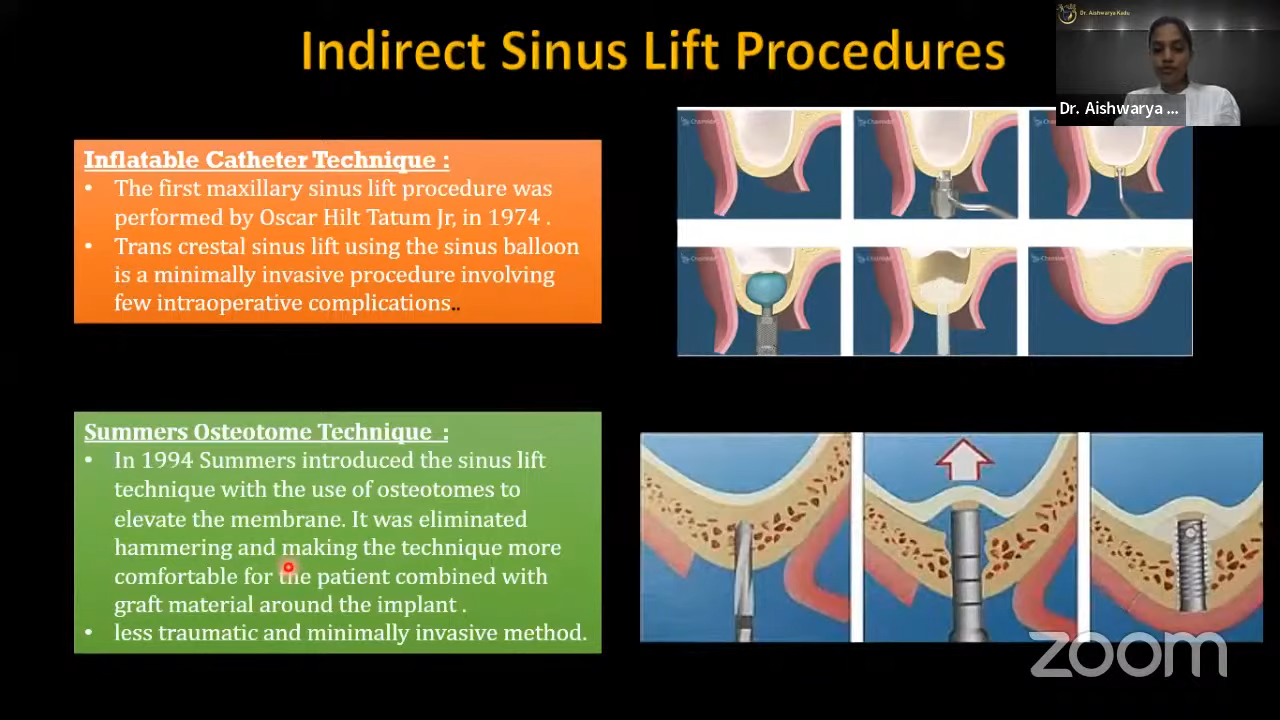 Indirect Sinus Lift Procedures
Dr. Aishwarya Kadu
Dr. Aishwarya ...
Inflatable Catheter Technique :
• The first maxillary sinus lift procedure was
performed by Oscar Hilt Tatum Jr, in 1974 .
• Trans crestal sinus lift using the sinus balloon
is a minimally invasive procedure involving
few intraoperative complications..
Summers Osteotome Technique :
• In 1994 Summers introduced the sinus lift
technique with the use of osteotomes to
elevate the membrane. It was eliminated
hammering and making the technique more
comfortable for the patient combined with
graft material around the implant .
• less traumatic and minimally invasive method.
zoom